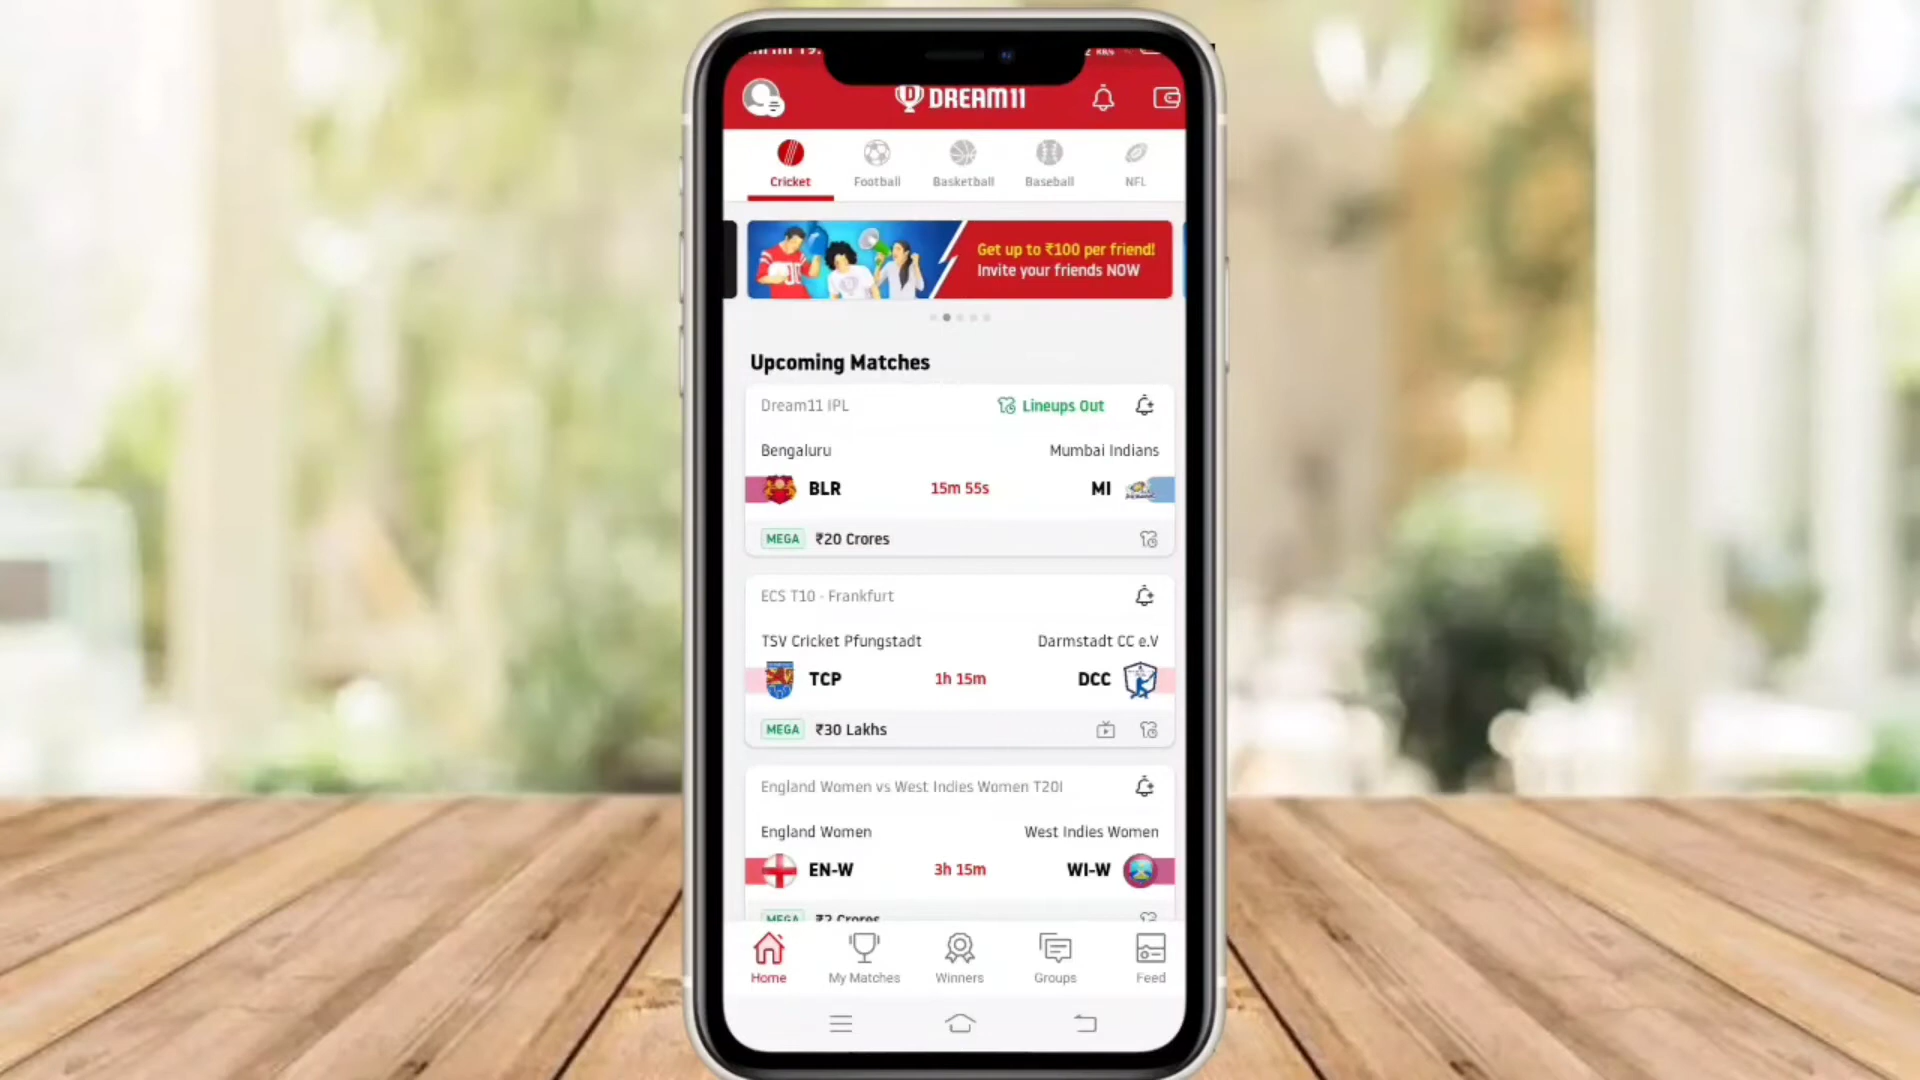 DREAM11
Cricket Football Basketball Baseball NFL
Get up to ₹100 per friend!
Invite your friends NOW
Upcoming Matches
Dream11 IPL Lineups Out
Bengaluru Mumbai Indians
BLR 15m 55s MI
MEGA ₹20 Crores
ECS T10 - Frankfurt
TSV Cricket Pfungstadt Darmstadt CC e.V
TCP 1h 15m DCC
MEGA ₹30 Lakhs
England Women vs West Indies Women T20I
England Women West Indies Women
EN-W 3h 15m WI-W
MEGA ₹2 Crores
Home My Matches Winners Groups Feed